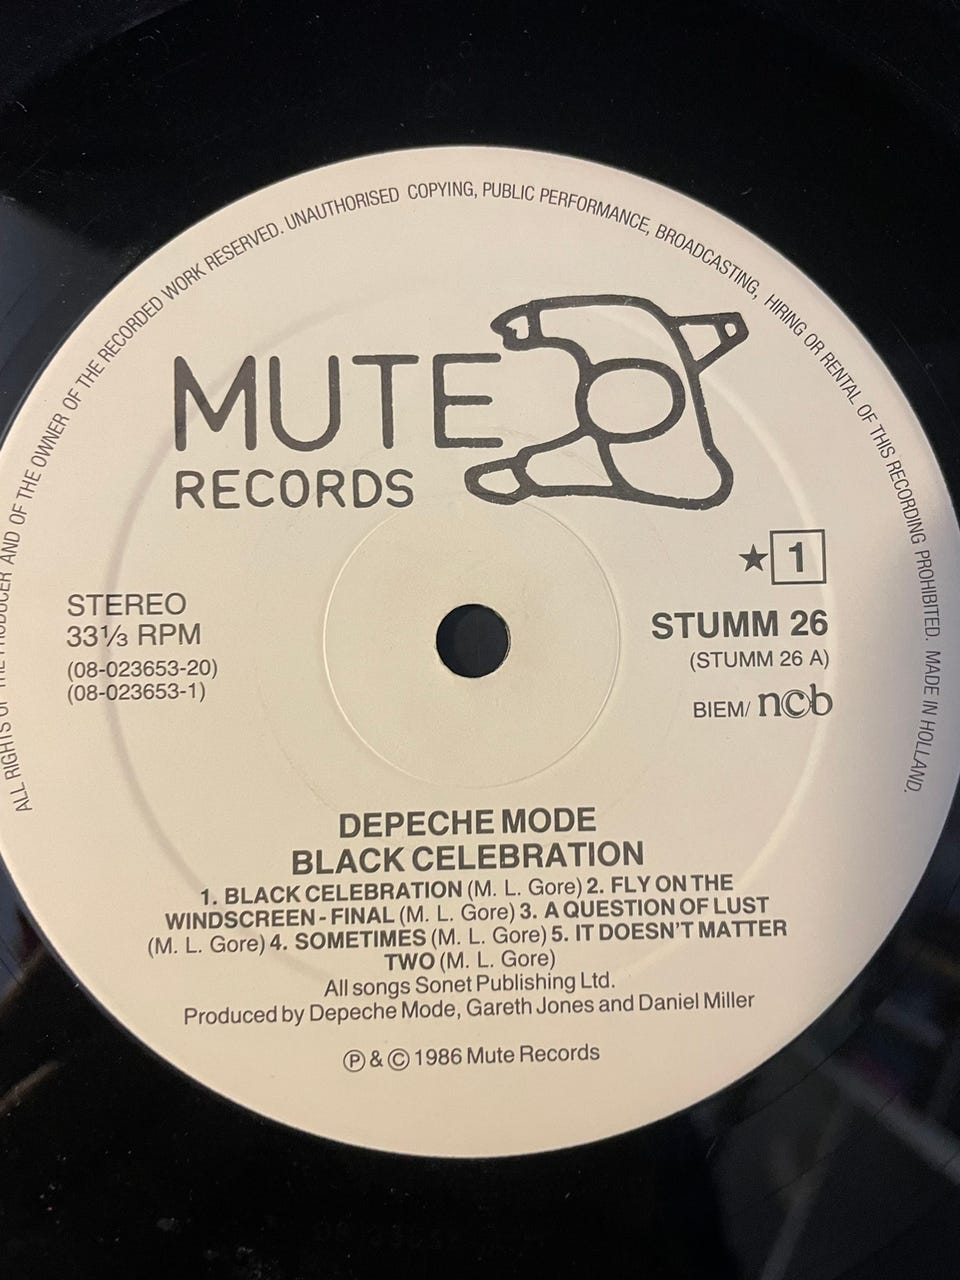 ALL RIGHTS OF THE PRODUCER AND OF THE OWNER OF THE RECORDED WORK RESERVED. UNAUTHORISED COPYING, PUBLIC PERFORMANCE, BROADCASTING, HIRING OR RENTAL OF THIS RECORDING PROHIBITED. MADE IN HOLLAND.
MUTE
RECORDS
★ 1
STEREO
33⅓ RPM
(08-023653-20)
(08-023653-1)
STUMM 26
(STUMM 26 A)
BIEM/ ncb
DEPECHE MODE
BLACK CELEBRATION
1. BLACK CELEBRATION (M. L. Gore) 2. FLY ON THE
WINDSCREEN - FINAL (M. L. Gore) 3. A QUESTION OF LUST
(M. L. Gore) 4. SOMETIMES (M. L. Gore) 5. IT DOESN'T MATTER
TWO (M. L. Gore)
All songs Sonet Publishing Ltd.
Produced by Depeche Mode, Gareth Jones and Daniel Miller
℗ & © 1986 Mute Records